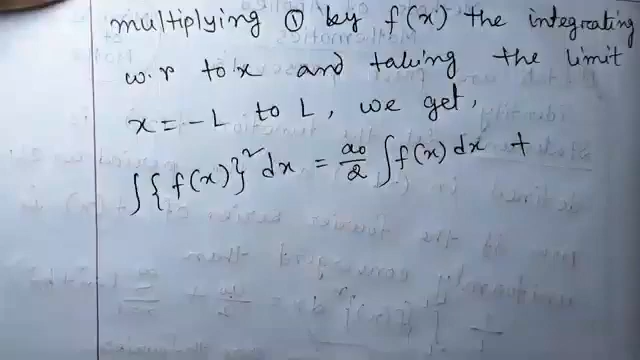 multiplying ① by f(x) the integrating
w.r to x and taking the limit
x = -L to L, we get,
∫{f(x)}² dx = a₀/2 ∫f(x) dx +